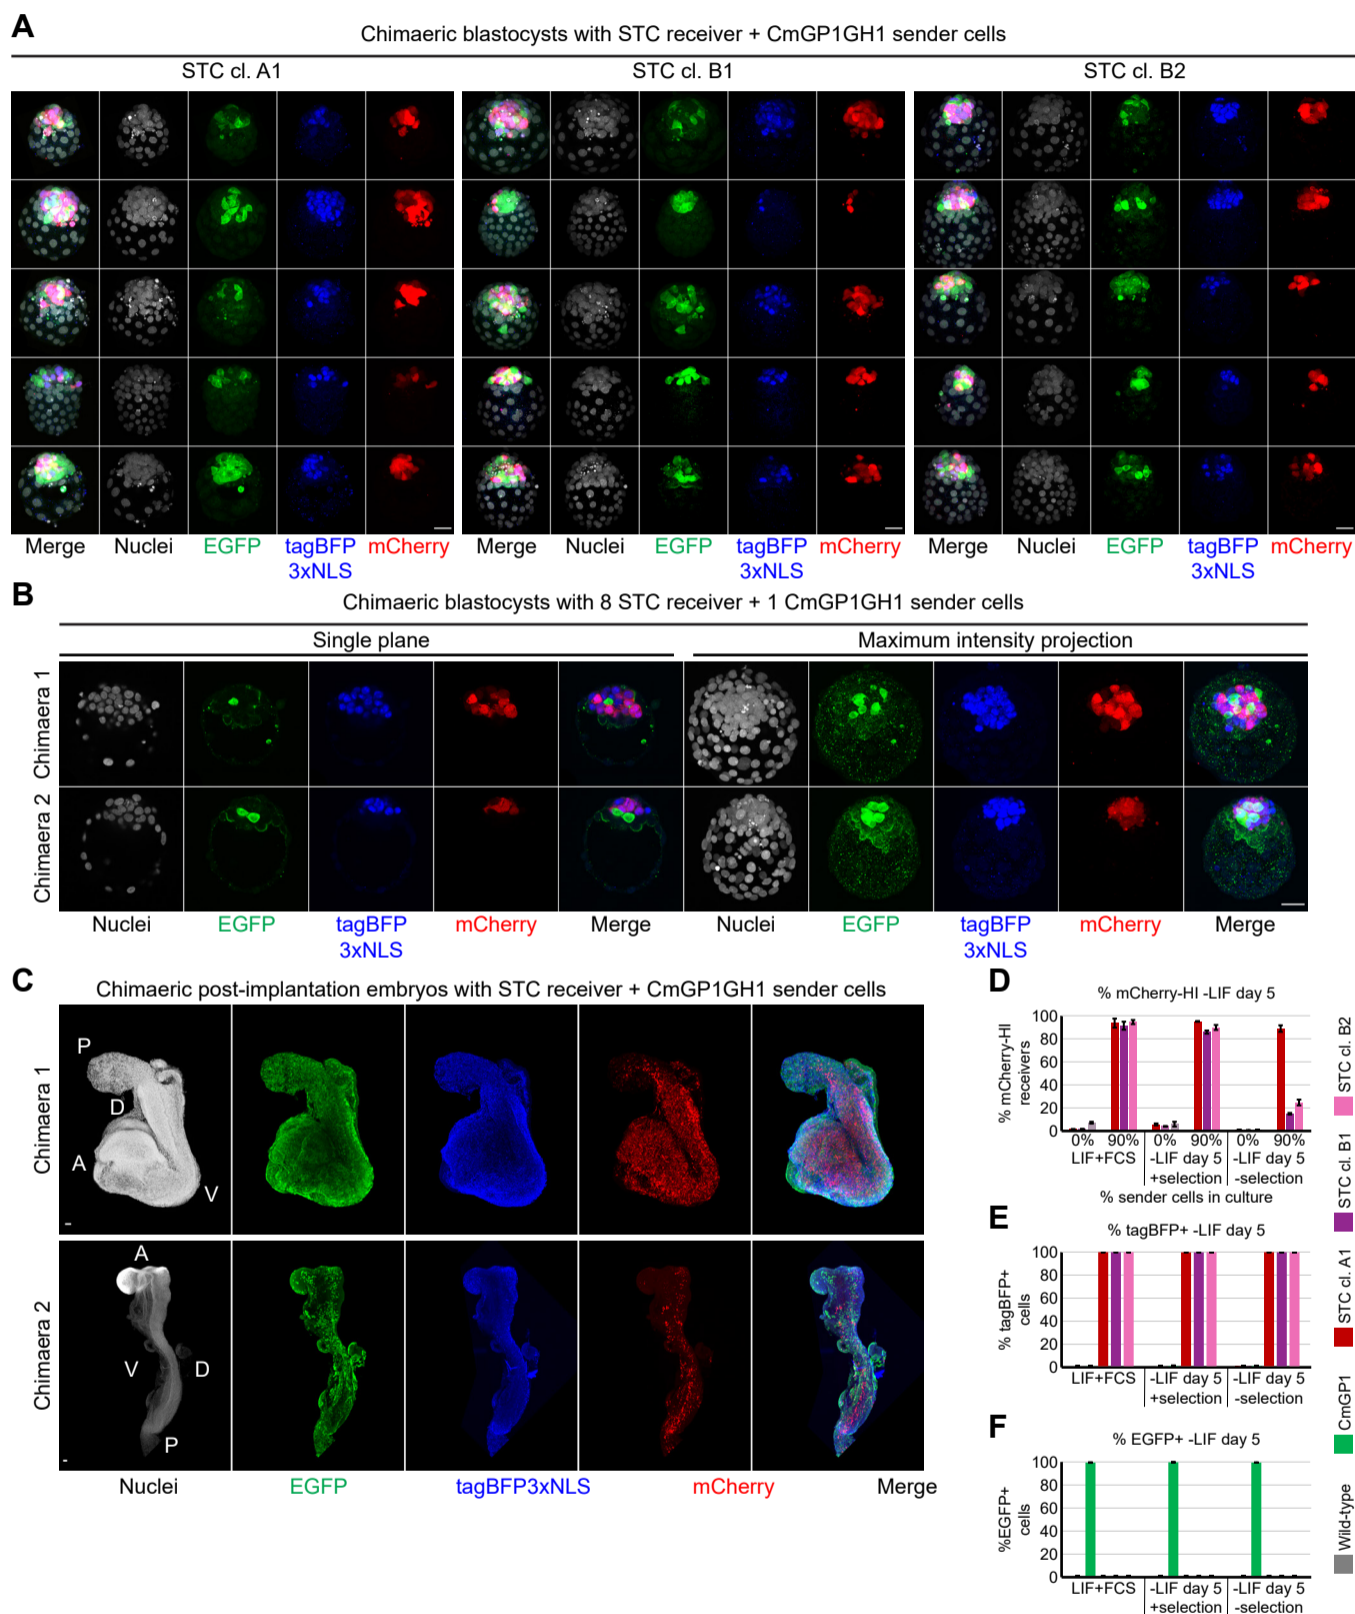 A
Chimaeric blastocysts with STC receiver + CmGP1GH1 sender cells
STC cl. A1
STC cl. B1
STC cl. B2
Merge Nuclei EGFP tagBFP 3xNLS mCherry
Merge Nuclei EGFP tagBFP 3xNLS mCherry
Merge Nuclei EGFP tagBFP 3xNLS mCherry
B
Chimaeric blastocysts with 8 STC receiver + 1 CmGP1GH1 sender cells
Single plane
Maximum intensity projection
Chimaera 1
Chimaera 2
Nuclei EGFP tagBFP 3xNLS mCherry Merge Nuclei EGFP tagBFP 3xNLS mCherry Merge
C
Chimaeric post-implantation embryos with STC receiver + CmGP1GH1 sender cells
Chimaera 1
P
D
A
V
Chimaera 2
A
V
D
P
Nuclei EGFP tagBFP3xNLS mCherry Merge
D
% mCherry-HI -LIF day 5
% mCherry-HI
receivers
100
80
60
40
20
0
0% 90% 0% 90% 0% 90%
LIF+FCS -LIF day 5 -LIF day 5
+selection -selection
% sender cells in culture
E
% tagBFP+ -LIF day 5
% tagBFP+
cells
100
80
60
40
20
0
LIF+FCS -LIF day 5 -LIF day 5
+selection -selection
F
% EGFP+ -LIF day 5
%EGFP+
cells
100
80
60
40
20
0
LIF+FCS -LIF day 5 -LIF day 5
+selection -selection
STC cl. B2
STC cl. B1
STC cl. A1
CmGP1
Wild-type